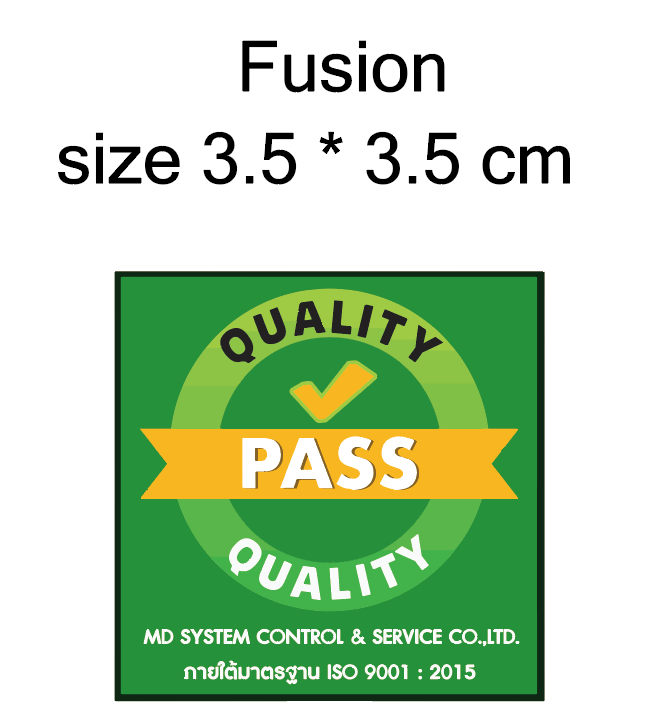 Fusion
size 3.5 * 3.5 cm
QUALITY
PASS
QUALITY
MD SYSTEM CONTROL & SERVICE CO.,LTD.
ภายใต้มาตรฐาน ISO 9001 : 2015